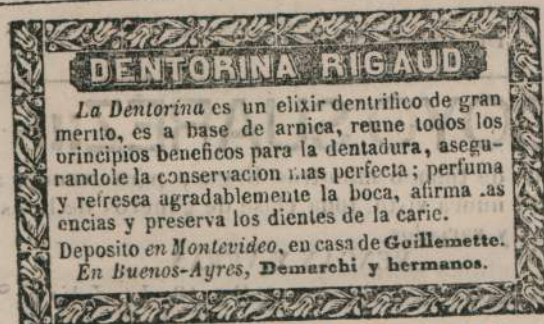 DENTORINA RIGAUD
La Dentorina es un elixir dentrifico de gran
merito, es a base de arnica, reune todos los
principios beneficos para la dentadura, asegu-
randole la conservacion mas perfecta; perfuma
y refresca agradablemente la boca, afirma las
encias y preserva los dientes de la carie.
Deposito en Montevideo, en casa de Guillemette.
En Buenos-Ayres, Demarchi y hermanos.